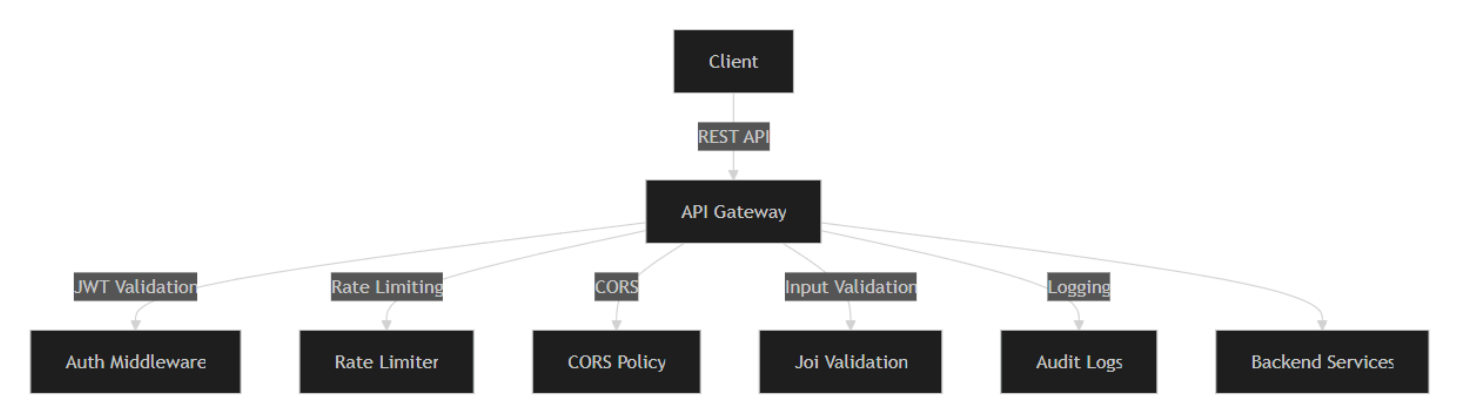 Client
REST API
API Gateway
JWT Validation
Rate Limiting
CORS
Input Validation
Logging
Auth Middleware
Rate Limiter
CORS Policy
Joi Validation
Audit Logs
Backend Services